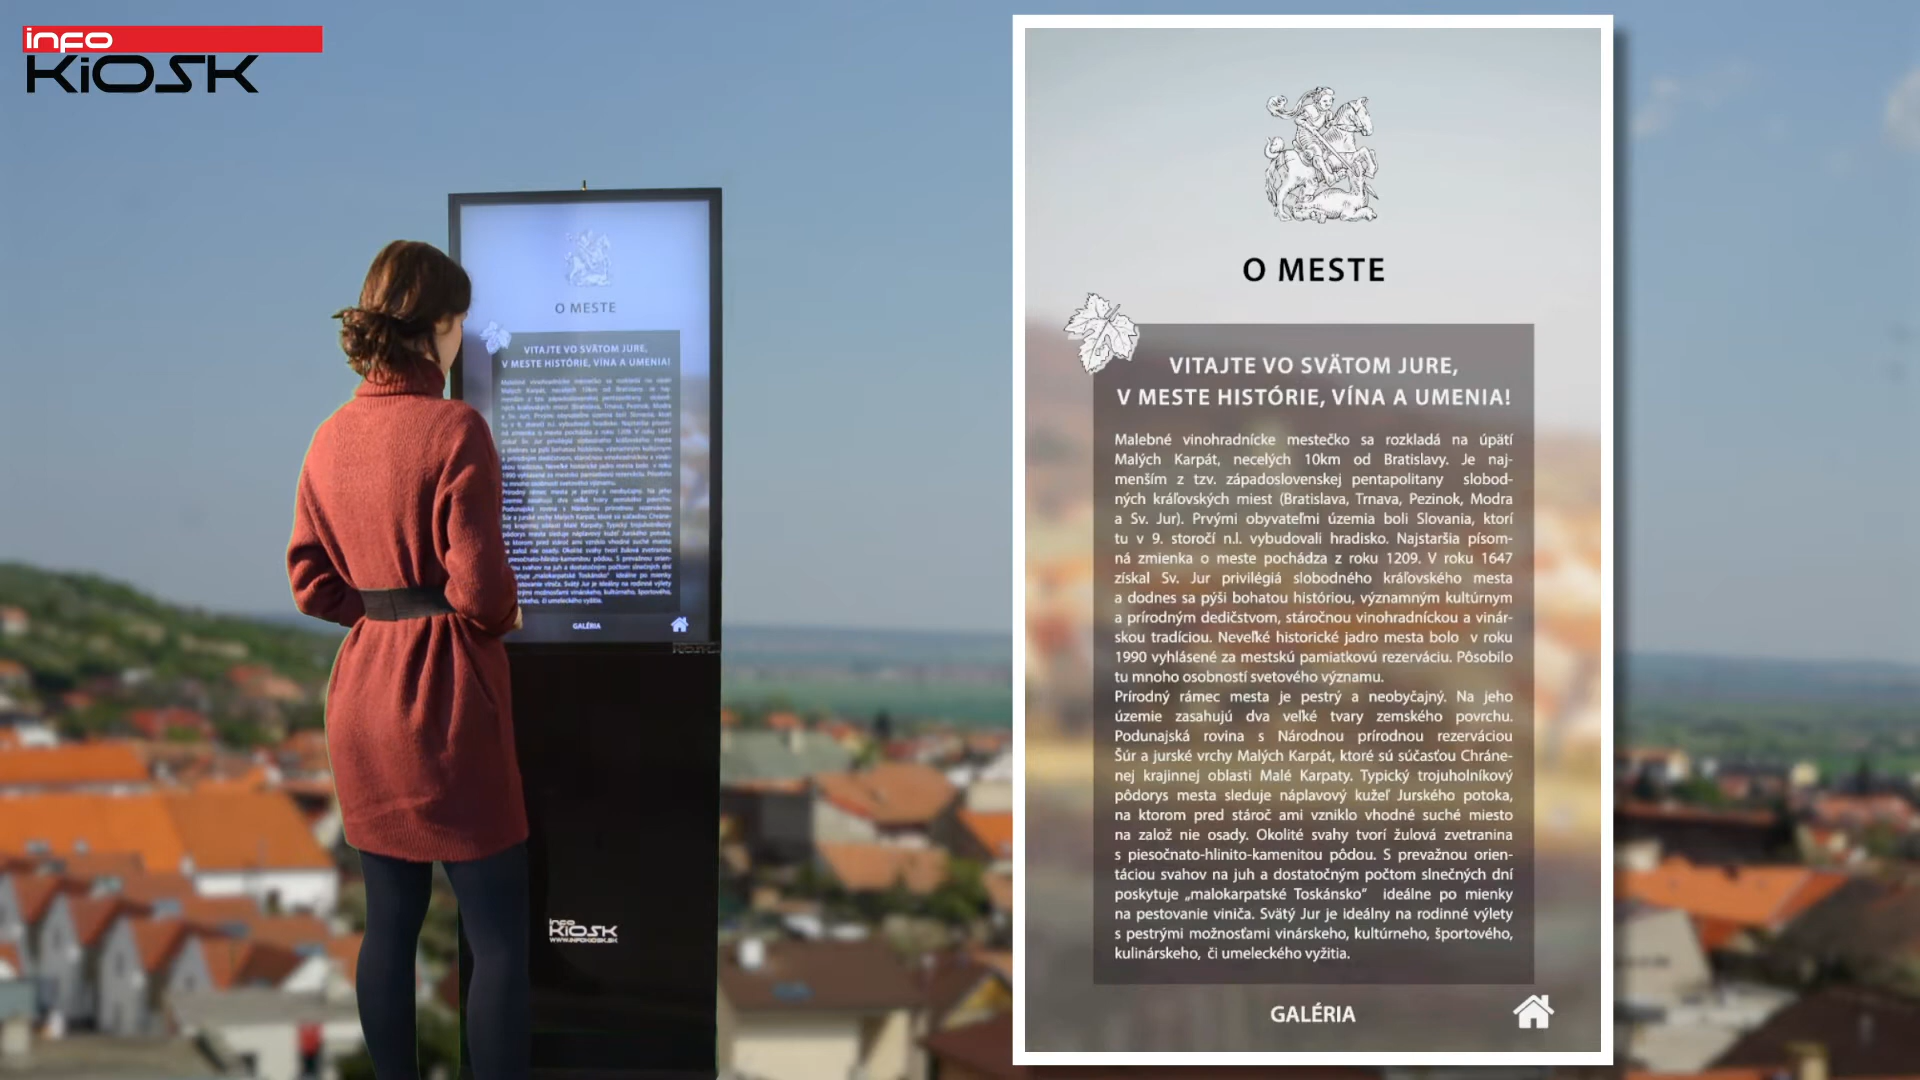 info
KiOSK
O MESTE
VITAJTE VO SVÄTOM JURE,
V MESTE HISTÓRIE, VÍNA A UMENIA!
Malebné vinohradnícke mestečko sa rozkladá na úpätí
Malých Karpát, necelých 10km od Bratislavy. Je naj-
menším z tzv. západoslovenskej pentapolitany slobod-
ných kráľovských miest (Bratislava, Trnava, Pezinok, Modra
a Sv. Jur). Prvými obyvateľmi územia boli Slovania, ktorí
tu v 9. storočí n.l. vybudovali hradisko. Najstaršia písom-
ná zmienka o meste pochádza z roku 1209. V roku 1647
získal Sv. Jur privilégiá slobodného kráľovského mesta
a dodnes sa pýši bohatou históriou, významným kultúrnym
a prírodným dedičstvom, stáročnou vinohradníckou a vinár-
skou tradíciou. Neveľké historické jadro mesta bolo v roku
1990 vyhlásené za mestskú pamiatkovú rezerváciu. Pôsobilo
tu mnoho osobností svetového významu.
Prírodný rámec mesta je pestrý a neobyčajný. Na jeho
územie zasahujú dva veľké tvary zemského povrchu.
Podunajská rovina s Národnou prírodnou rezerváciou
Šúr a jurské vrchy Malých Karpát, ktoré sú súčasťou Chráne-
nej krajinnej oblasti Malé Karpaty. Typický trojuholníkový
pôdorys mesta sleduje náplavový kužeľ Jurského potoka,
na ktorom pred stároč ami vzniklo vhodné suché miesto
na založ nie osady. Okolité svahy tvorí žulová zvetranina
s piesočnato-hlinito-kamenitou pôdou. S prevažnou orien-
táciou svahov na juh a dostatočným počtom slnečných dní
poskytuje „malokarpatské Toskánsko“ ideálne po mienky
na pestovanie viniča. Svätý Jur je ideálny na rodinné výlety
s pestrými možnosťami vinárskeho, kultúrneho, športového,
kulinárskeho, či umeleckého vyžitia.
GALÉRIA
O MESTE
VITAJTE VO SVÄTOM JURE,
V MESTE HISTÓRIE, VÍNA A UMENIA!
GALÉRIA
KiOSK
info
KiOSK
WWW.INFOKIOSK.SK